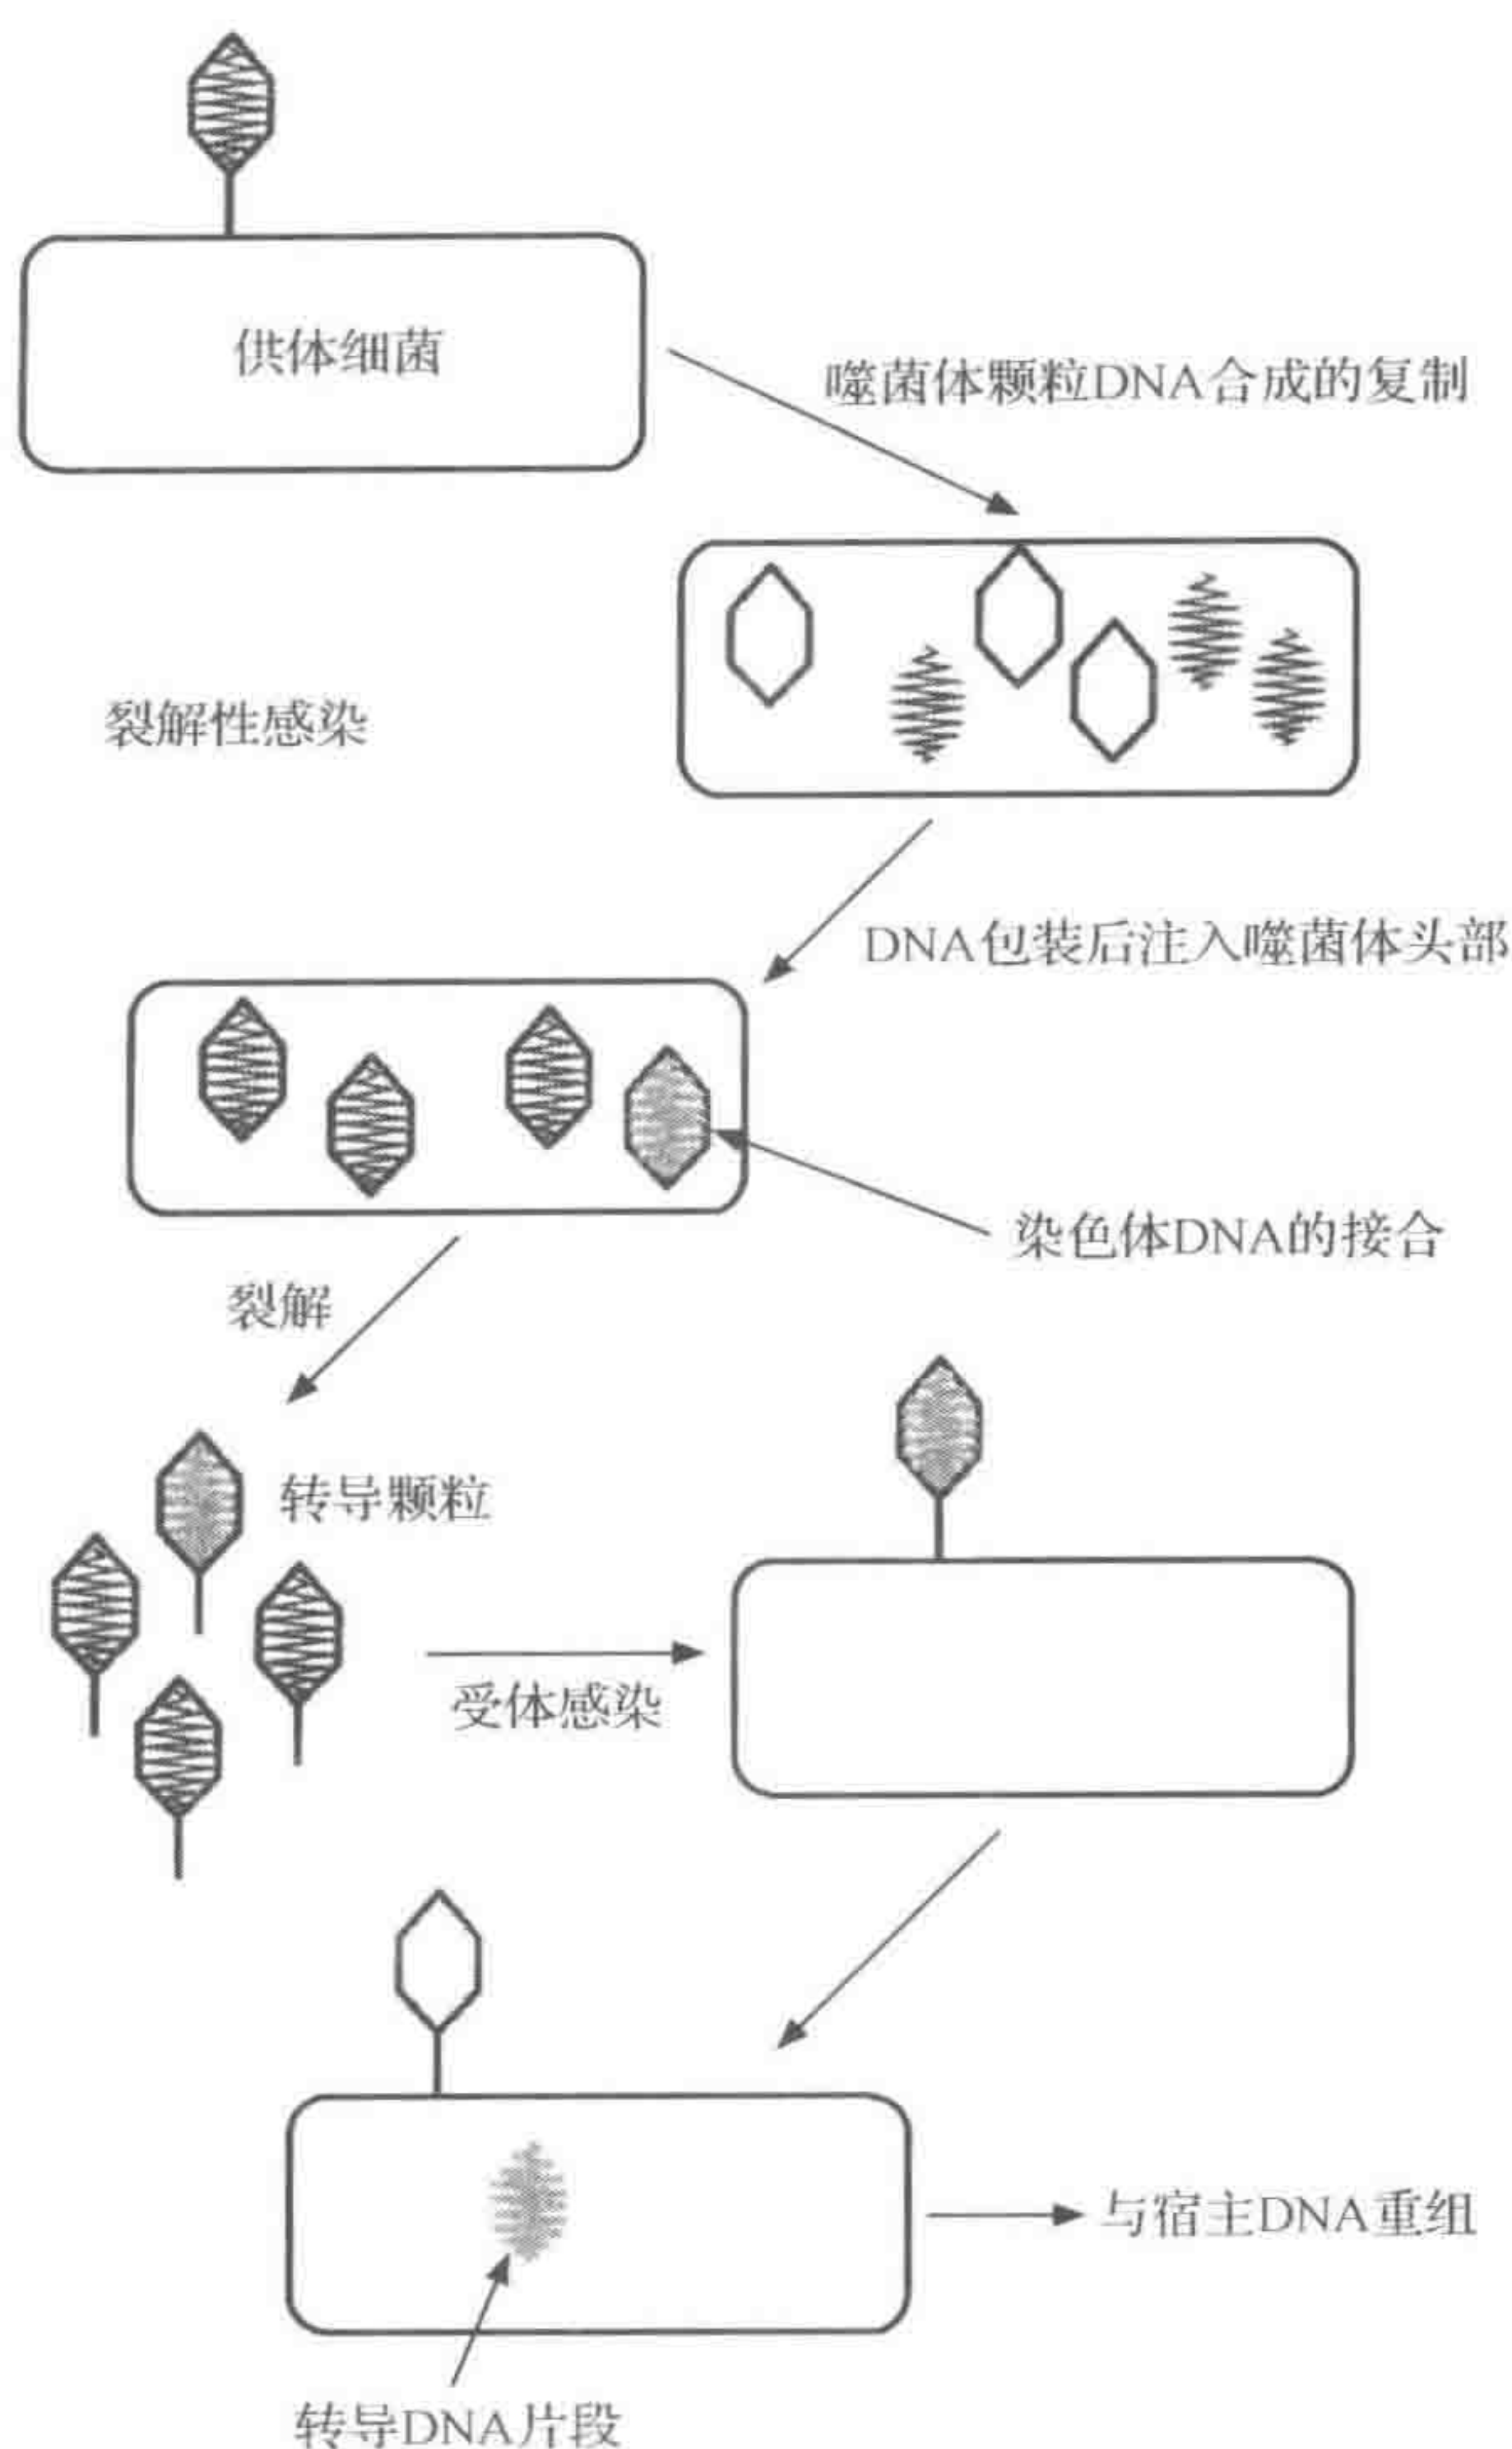 供体细菌
噬菌体颗粒DNA合成的复制
裂解性感染
DNA包装后注入噬菌体头部
染色体DNA的接合
裂解
转导颗粒
受体感染
与宿主DNA重组
转导DNA片段